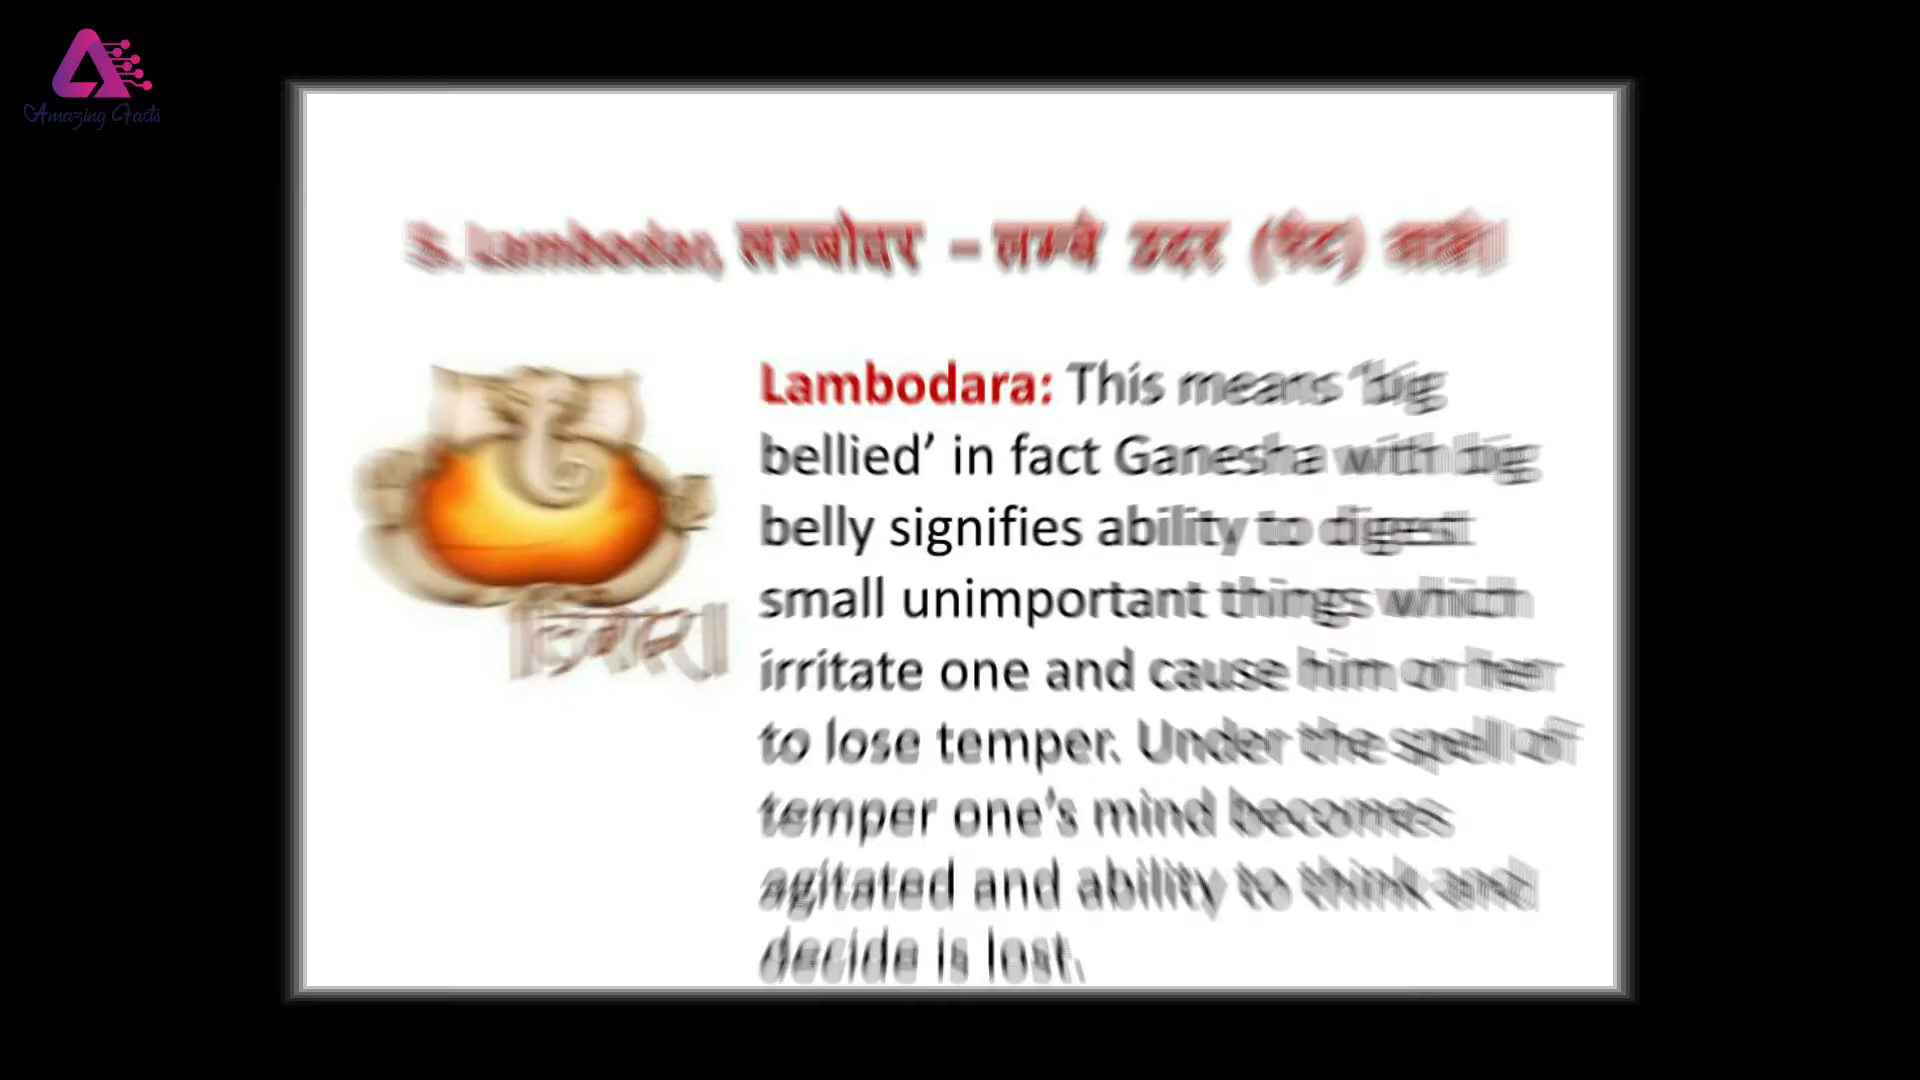 Amazing Facts
5. Lambodar, लम्बोदर – लम्बे उदर (पेट) वाले।
Lambodara: This means ‘big
bellied’ in fact Ganesha with big
belly signifies ability to digest
small unimportant things which
irritate one and cause him or her
to lose temper. Under the spell of
temper one's mind becomes
agitated and ability to think and
decide is lost.